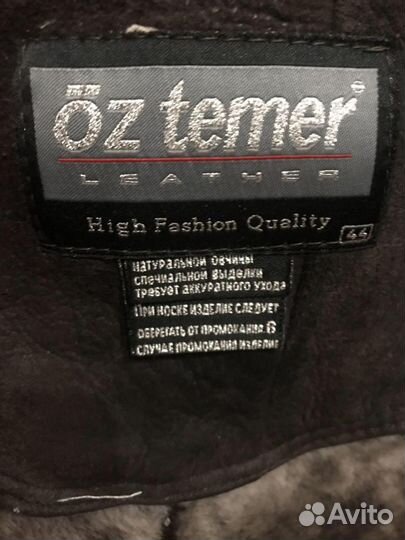 öz temer
LEATHER
High Fashion Quality 44
НАТУРАЛЬНОЙ ОВЧИНЫ
СПЕЦИАЛЬНОЙ ВЫДЕЛКИ
ТРЕБУЕТ АККУРАТНОГО УХОДА
ПРИ НОСКЕ ИЗДЕЛИЕ СЛЕДУЕТ
ОБЕРЕГАТЬ ОТ ПРОМОКАНИЯ. В
СЛУЧАЕ ПРОМОКАНИЯ ИЗДЕЛИЕ
Avito